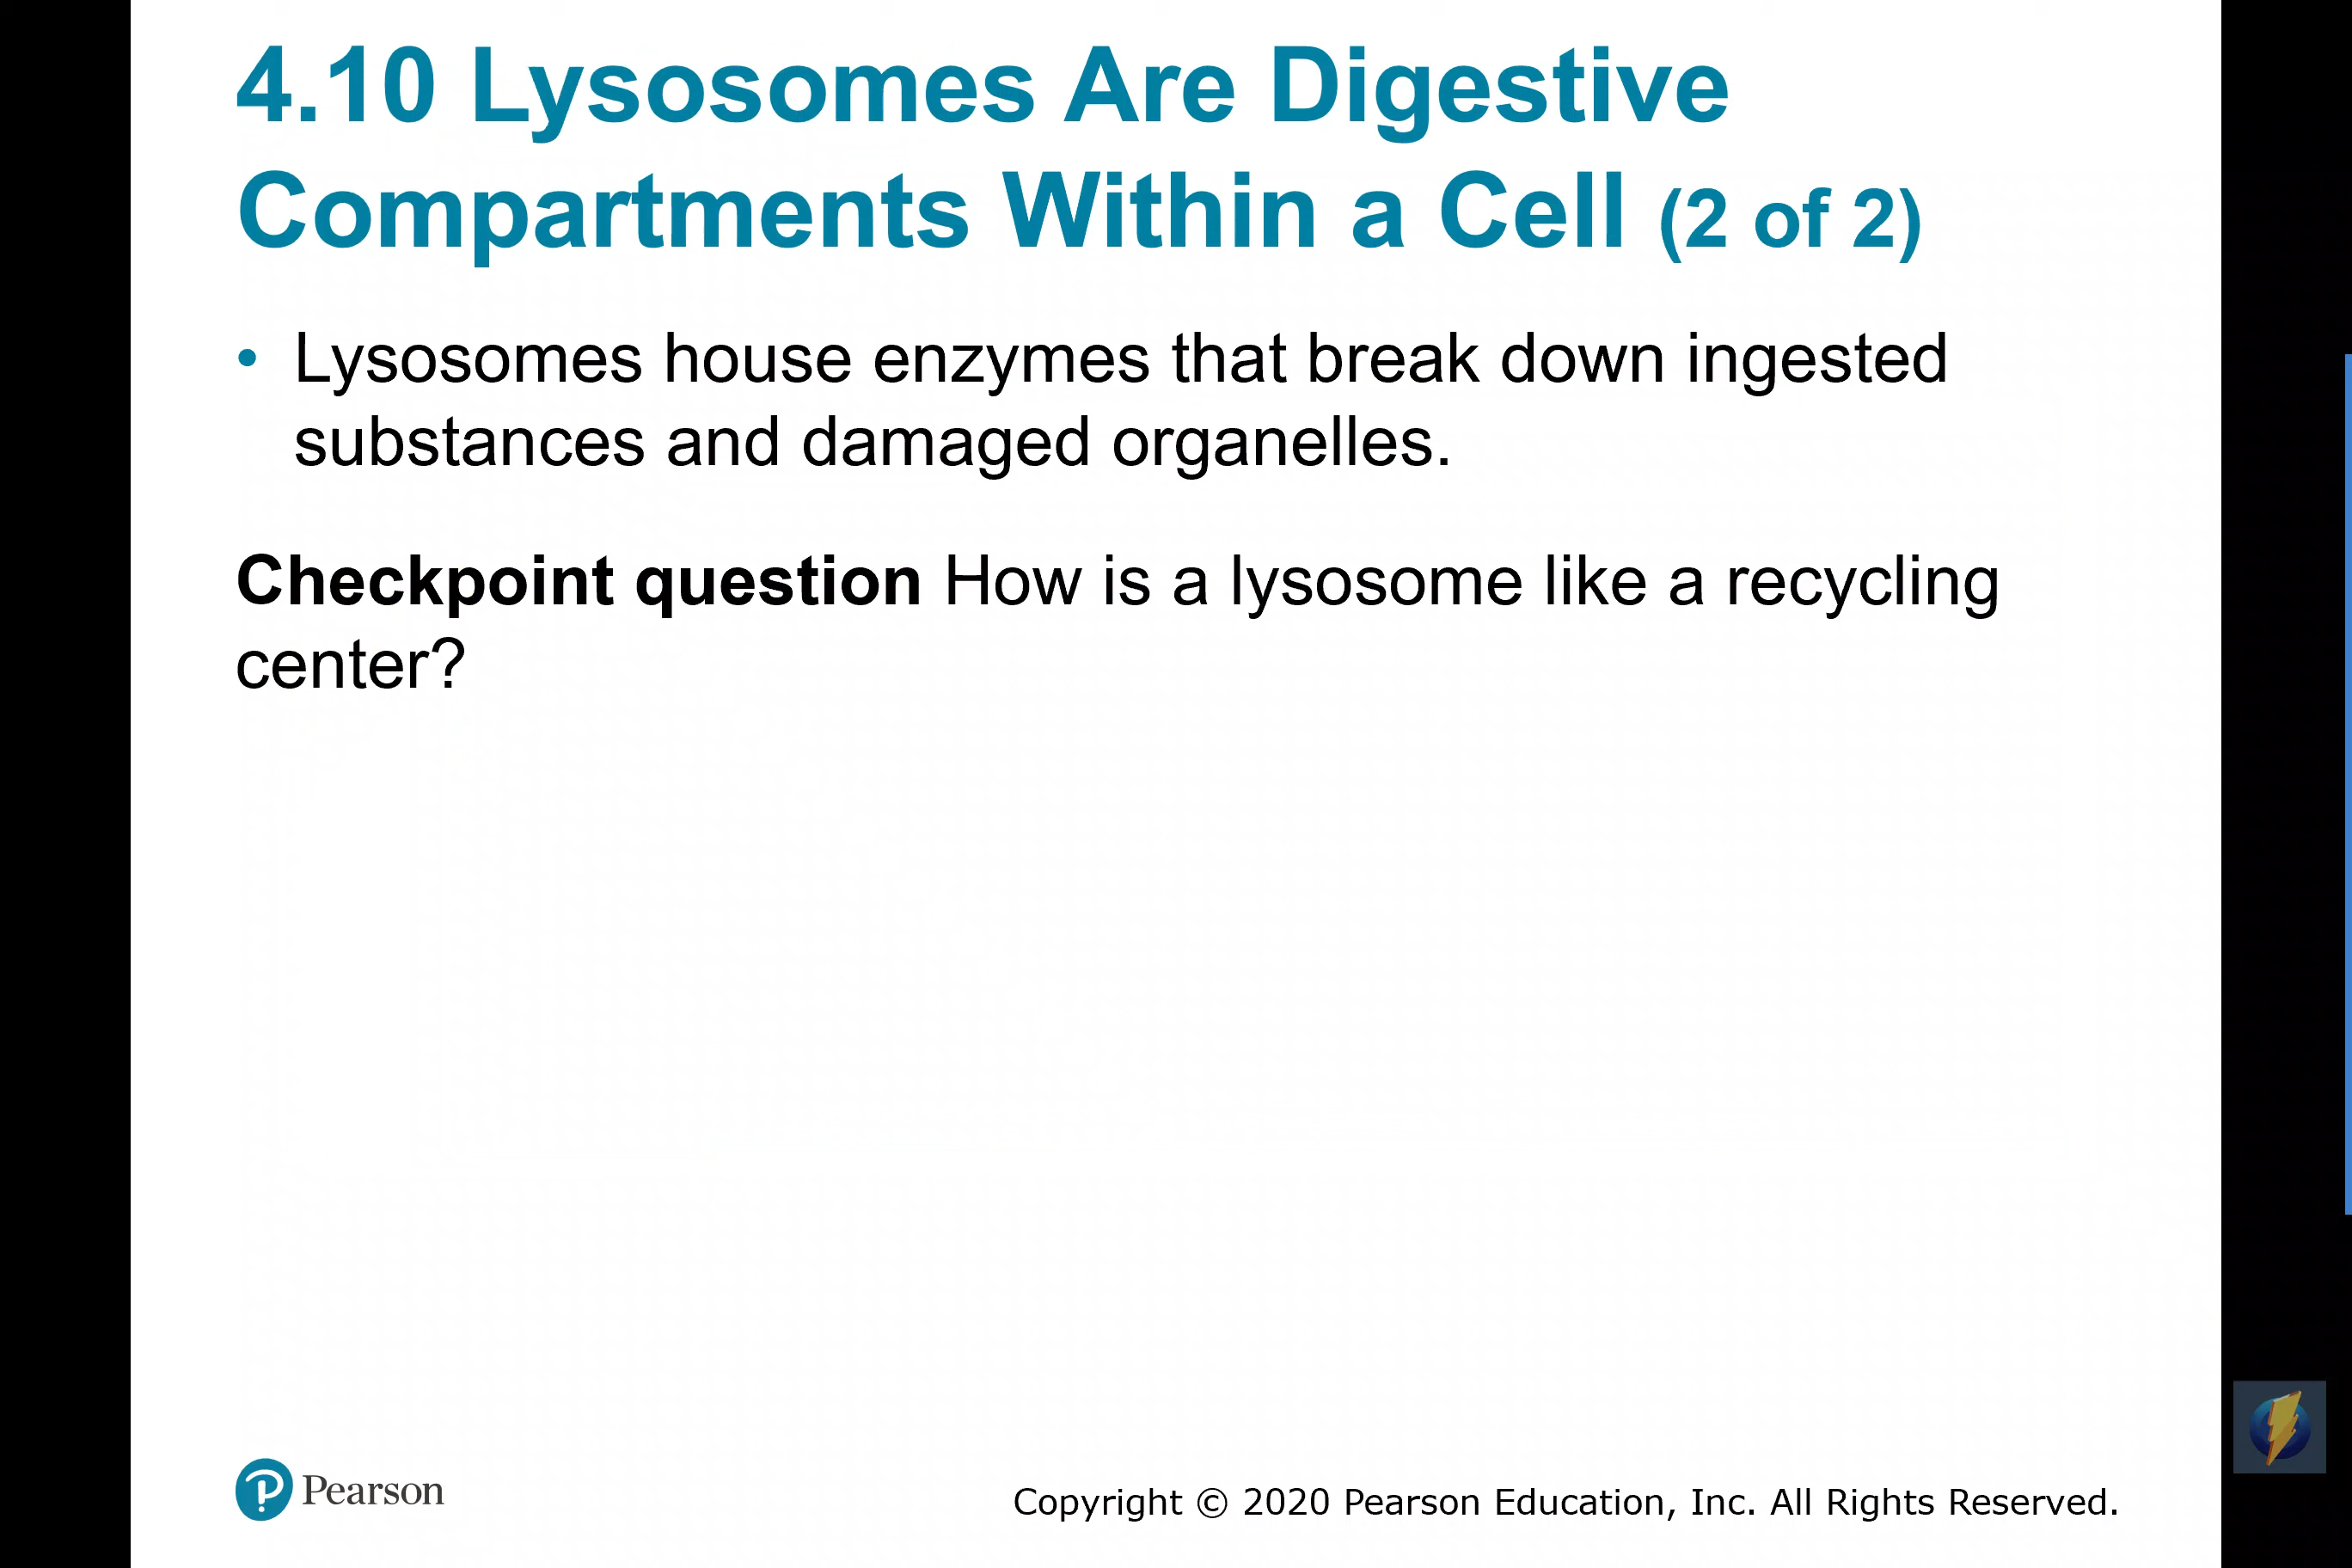 4.10 Lysosomes Are Digestive
Compartments Within a Cell (2 of 2)
• Lysosomes house enzymes that break down ingested
substances and damaged organelles.
Checkpoint question How is a lysosome like a recycling
center?
Pearson
Copyright © 2020 Pearson Education, Inc. All Rights Reserved.